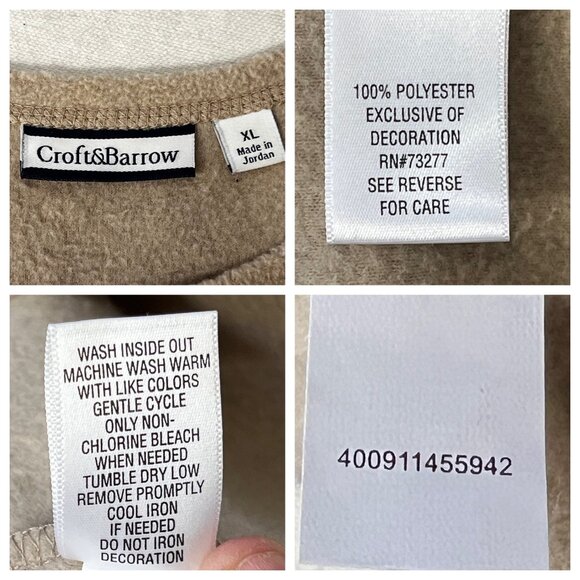 Croft&Barrow
XL
Made in
Jordan
100% POLYESTER
EXCLUSIVE OF
DECORATION
RN#73277
SEE REVERSE
FOR CARE
WASH INSIDE OUT
MACHINE WASH WARM
WITH LIKE COLORS
GENTLE CYCLE
ONLY NON-
CHLORINE BLEACH
WHEN NEEDED
TUMBLE DRY LOW
REMOVE PROMPTLY
COOL IRON
IF NEEDED
DO NOT IRON
DECORATION
400911455942